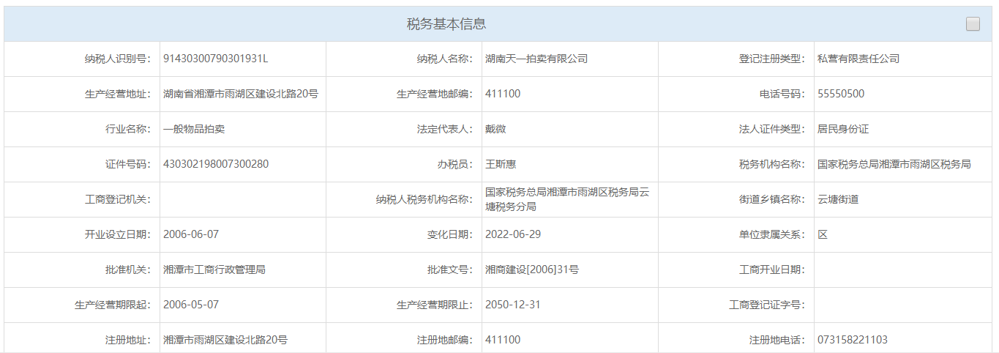 税务基本信息
纳税人识别号： 91430300790301931L 纳税人名称： 湖南天一拍卖有限公司 登记注册类型： 私营有限责任公司
生产经营地址： 湖南省湘潭市雨湖区建设北路20号 生产经营地邮编： 411100 电话号码： 55550500
行业名称： 一般物品拍卖 法定代表人： 戴微 法人证件类型： 居民身份证
证件号码： 430302198007300280 办税员： 王斯惠 税务机构名称： 国家税务总局湘潭市雨湖区税务局
工商登记机关： 纳税人税务机构名称： 国家税务总局湘潭市雨湖区税务局云
塘税务分局 街道乡镇名称： 云塘街道
开业设立日期： 2006-06-07 变化日期： 2022-06-29 单位隶属关系： 区
批准机关： 湘潭市工商行政管理局 批准文号： 湘商建设[2006]31号 工商开业日期：
生产经营期限起： 2006-05-07 生产经营期限止： 2050-12-31 工商登记证字号：
注册地址： 湘潭市雨湖区建设北路20号 注册地邮编： 411100 注册地电话： 073158221103